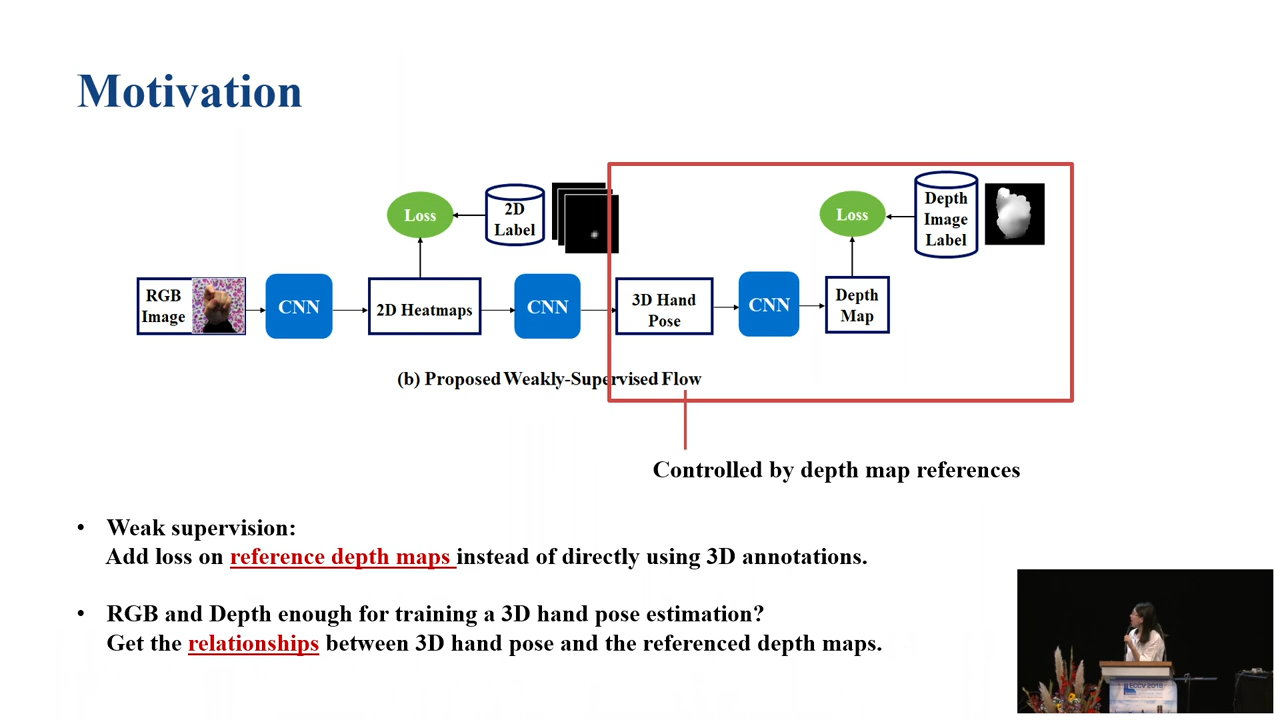 Motivation
Loss
2D
Label
Loss
Depth
Image
Label
RGB
Image
CNN
2D Heatmaps
CNN
3D Hand
Pose
CNN
Depth
Map
(b) Proposed Weakly-Supervised Flow
Controlled by depth map references
• Weak supervision:
Add loss on reference depth maps instead of directly using 3D annotations.
• RGB and Depth enough for training a 3D hand pose estimation?
Get the relationships between 3D hand pose and the referenced depth maps.
ECCV 2018